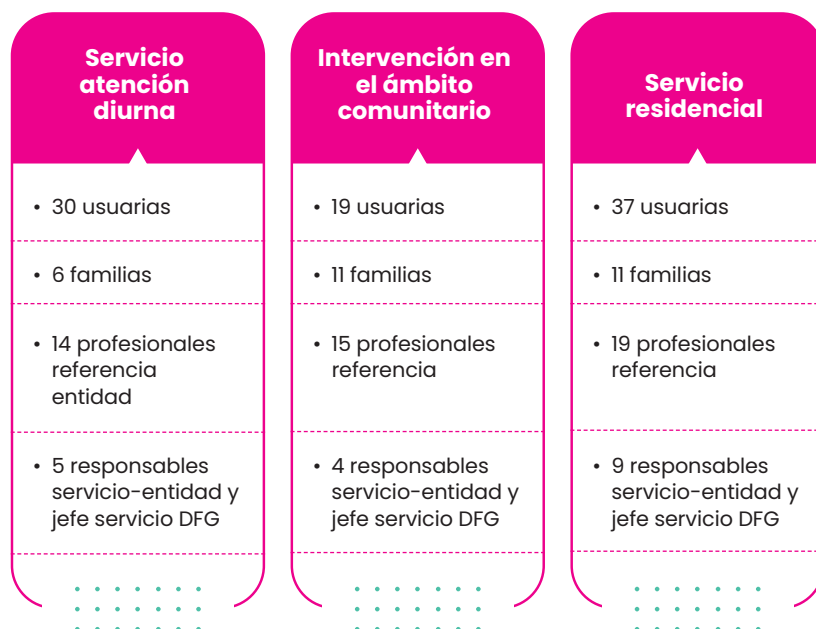 Servicio
atención
diurna
• 30 usuarias
• 6 familias
• 14 profesionales
referencia
entidad
• 5 responsables
servicio-entidad y
jefe servicio DFG
Intervención en
el ámbito
comunitario
• 19 usuarias
• 11 familias
• 15 profesionales
referencia
• 4 responsables
servicio-entidad y
jefe servicio DFG
Servicio
residencial
• 37 usuarias
• 11 familias
• 19 profesionales
referencia
• 9 responsables
servicio-entidad y
jefe servicio DFG